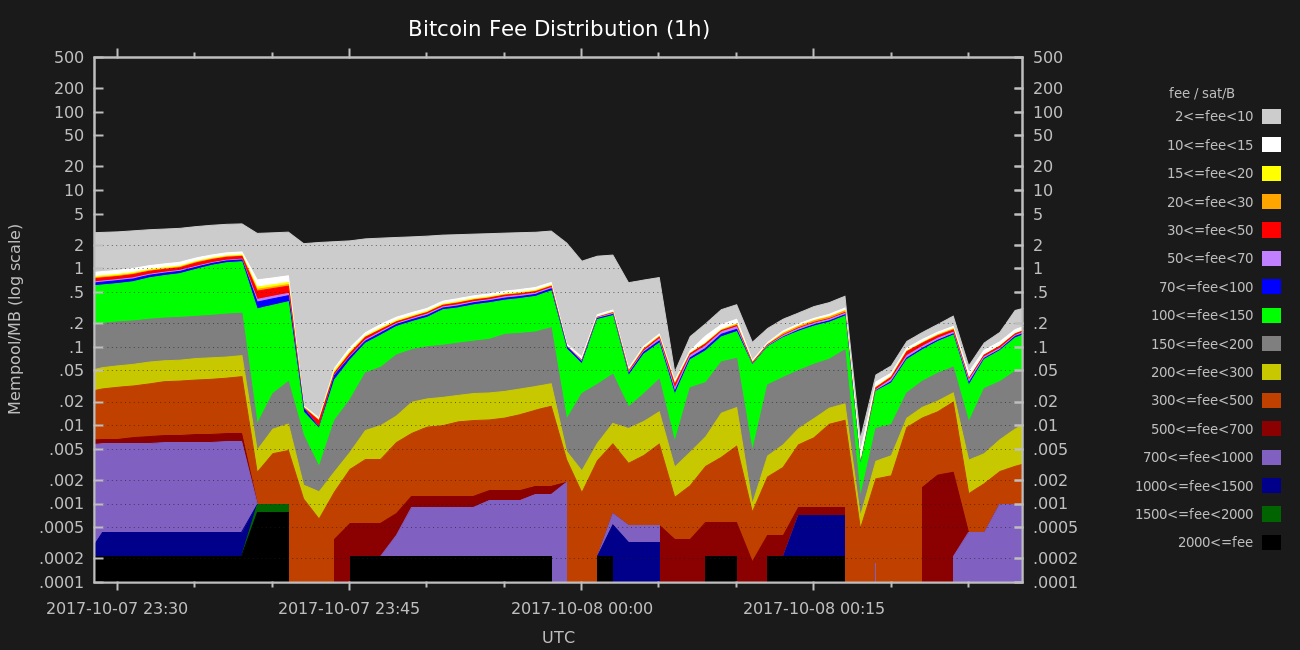 Bitcoin Fee Distribution (1h)
Mempool/MB (log scale)
500
200
100
50
20
10
5
2
1
.5
.2
.1
.05
.02
.01
.005
.002
.001
.0005
.0002
.0001
500
200
100
50
20
10
5
2
1
.5
.2
.1
.05
.02
.01
.005
.002
.001
.0005
.0002
.0001
2017-10-07 23:30
2017-10-07 23:45
2017-10-08 00:00
2017-10-08 00:15
UTC
fee / sat/B
2<=fee<10
10<=fee<15
15<=fee<20
20<=fee<30
30<=fee<50
50<=fee<70
70<=fee<100
100<=fee<150
150<=fee<200
200<=fee<300
300<=fee<500
500<=fee<700
700<=fee<1000
1000<=fee<1500
1500<=fee<2000
2000<=fee